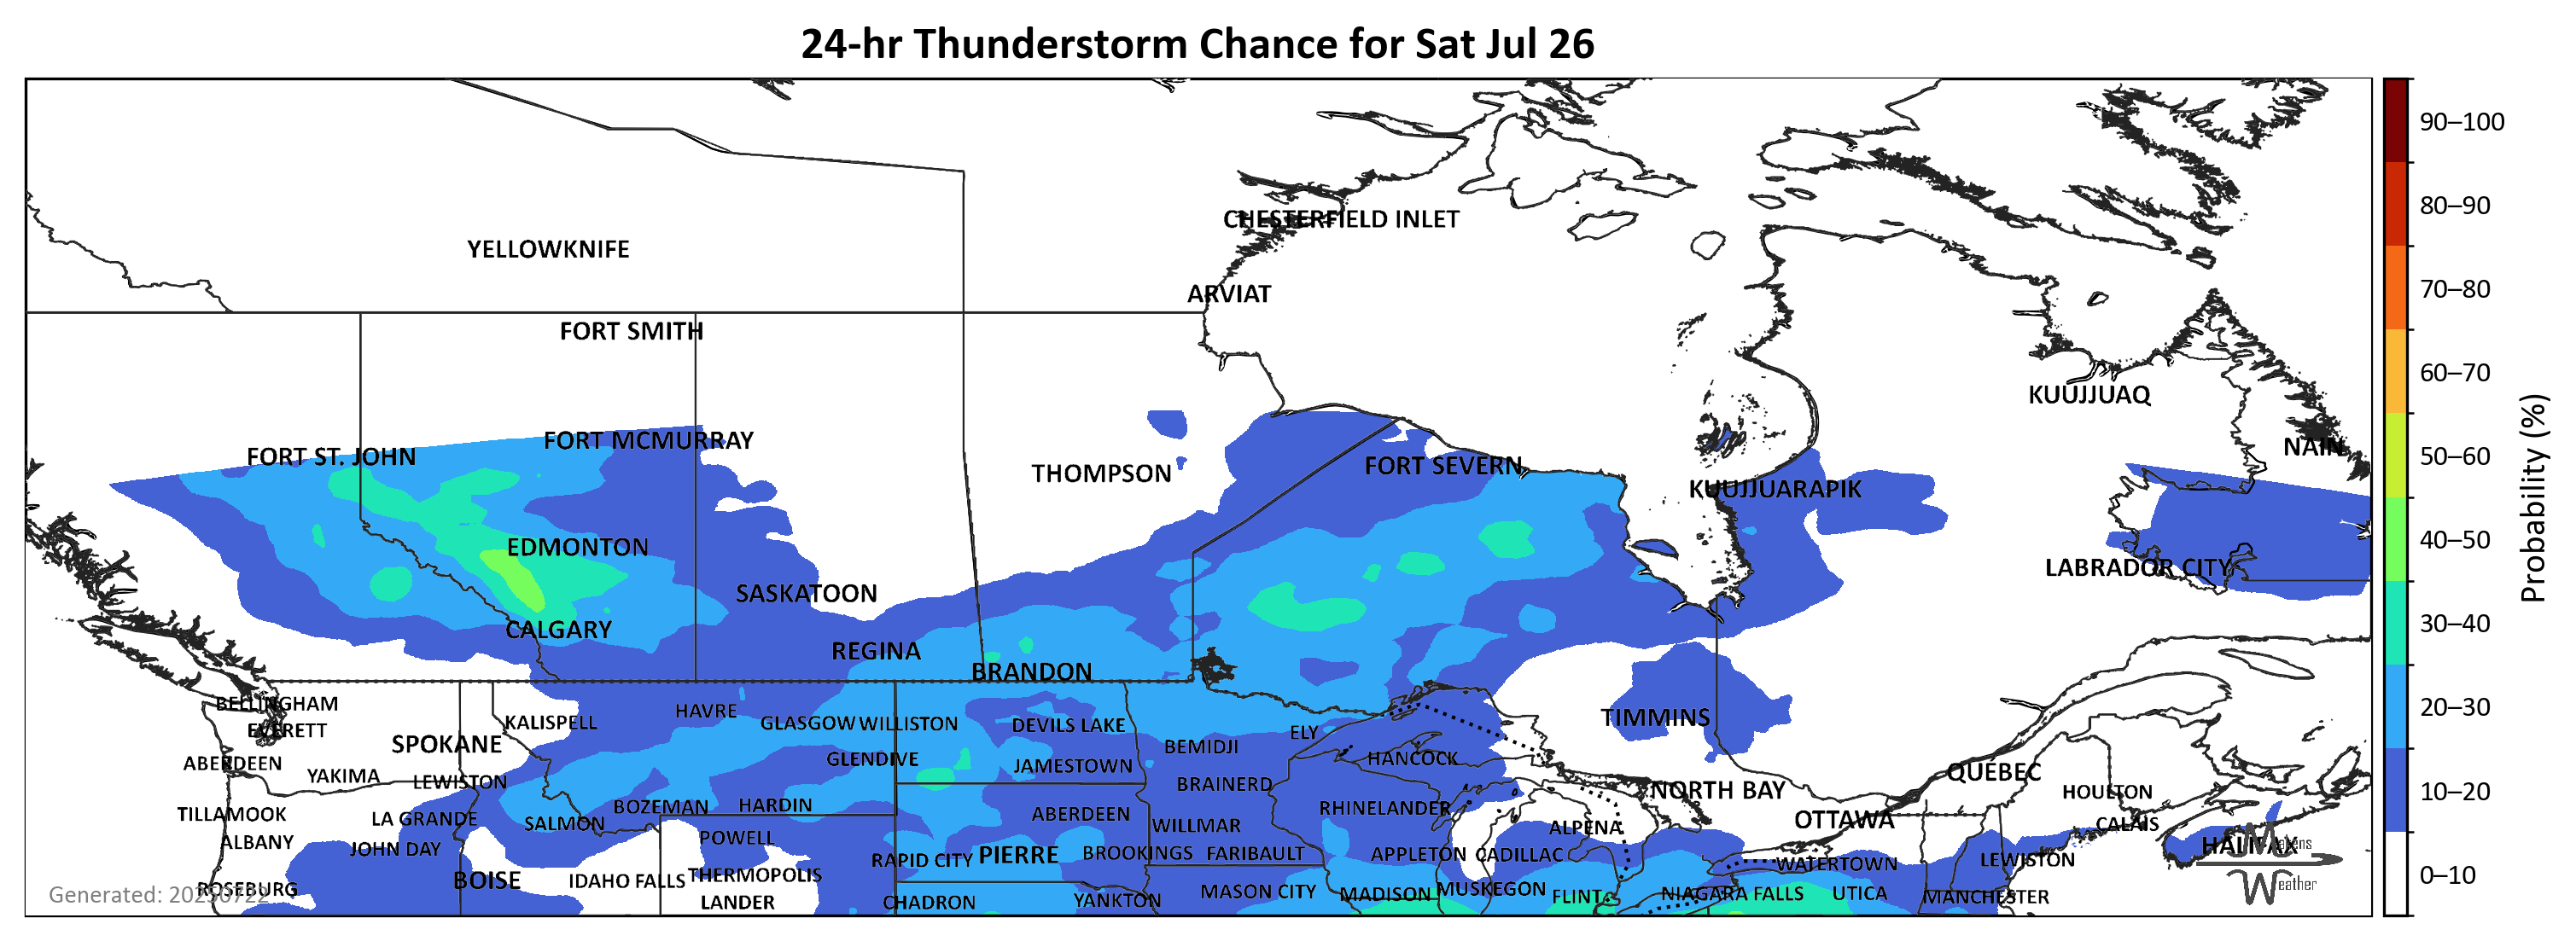 24-hr Thunderstorm Chance for Sat Jul 26
90–100
80–90
CHESTERFIELD INLET
YELLOWKNIFE
70–80
ARVIAT
FORT SMITH
60–70
KUUJJUAQ
FORT MCMURRAY
NAIN
50–60
FORT ST. JOHN
FORT SEVERN
THOMPSON
KUUJJUARAPIK
Probability (%)
EDMONTON
40–50
LABRADOR CITY
SASKATOON
CALGARY
30–40
REGINA
BRANDON
BELLINGHAM
HAVRE
20–30
TIMMINS
KALISPELL
GLASGOW WILLISTON
DEVILS LAKE
EVERETT
ELY
SPOKANE
BEMIDJI
ABERDEEN
GLENDIVE
HANCOCK
JAMESTOWN
QUÉBEC
YAKIMA
LEWISTON
BRAINERD
NORTH BAY
HOULTON
10–20
BOZEMAN
HARDIN
RHINELANDER
TILLAMOOK
LA GRANDE
SALMON
ABERDEEN
WILLMAR
ALPENA
OTTAWA
CALAIS
ALBANY
JOHN DAY
POWELL
RAPID CITY
PIERRE
BROOKINGS
FARIBAULT
APPLETON
CADILLAC
WATERTOWN
LEWISTON
HALIFAX
Makens
Weather
BOISE
IDAHO FALLS
THERMOPOLIS
0–10
ROSEBURG
Generated: 20250722
LANDER
CHADRON
YANKTON
MASON CITY
MADISON
MUSKEGON
FLINT
NIAGARA FALLS
UTICA
MANCHESTER